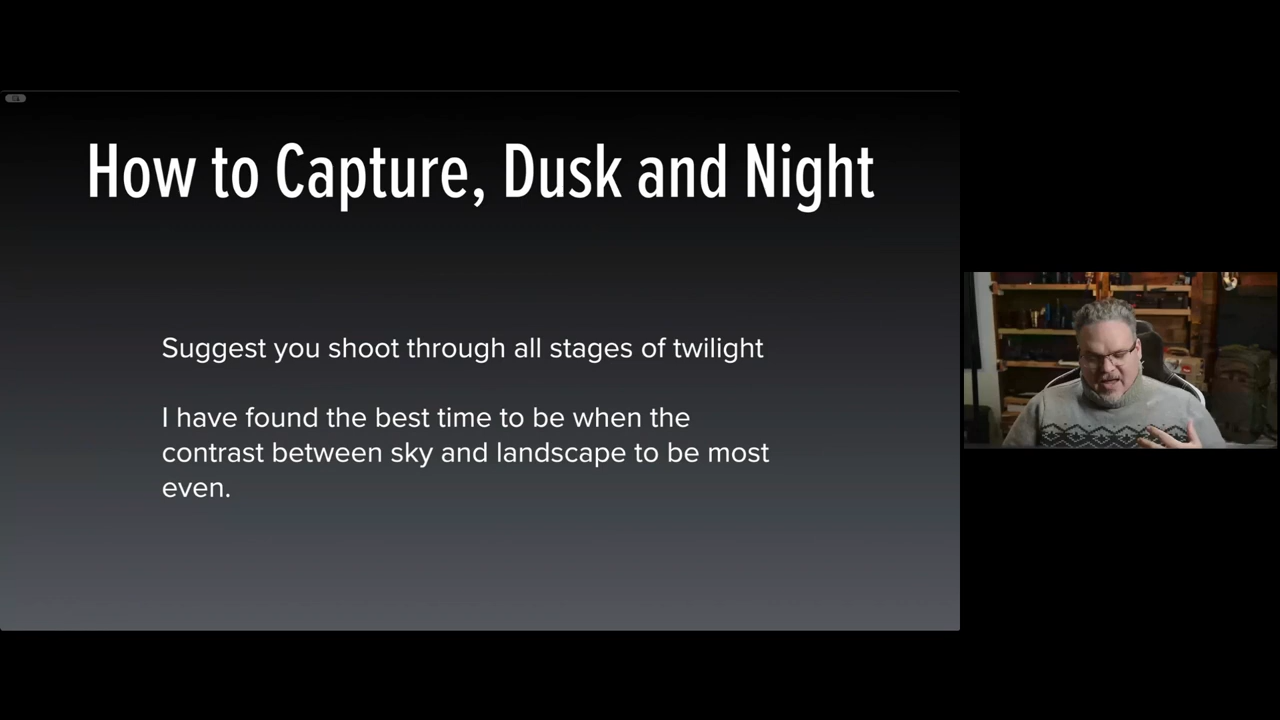 How to Capture, Dusk and Night
Suggest you shoot through all stages of twilight
I have found the best time to be when the
contrast between sky and landscape to be most
even.